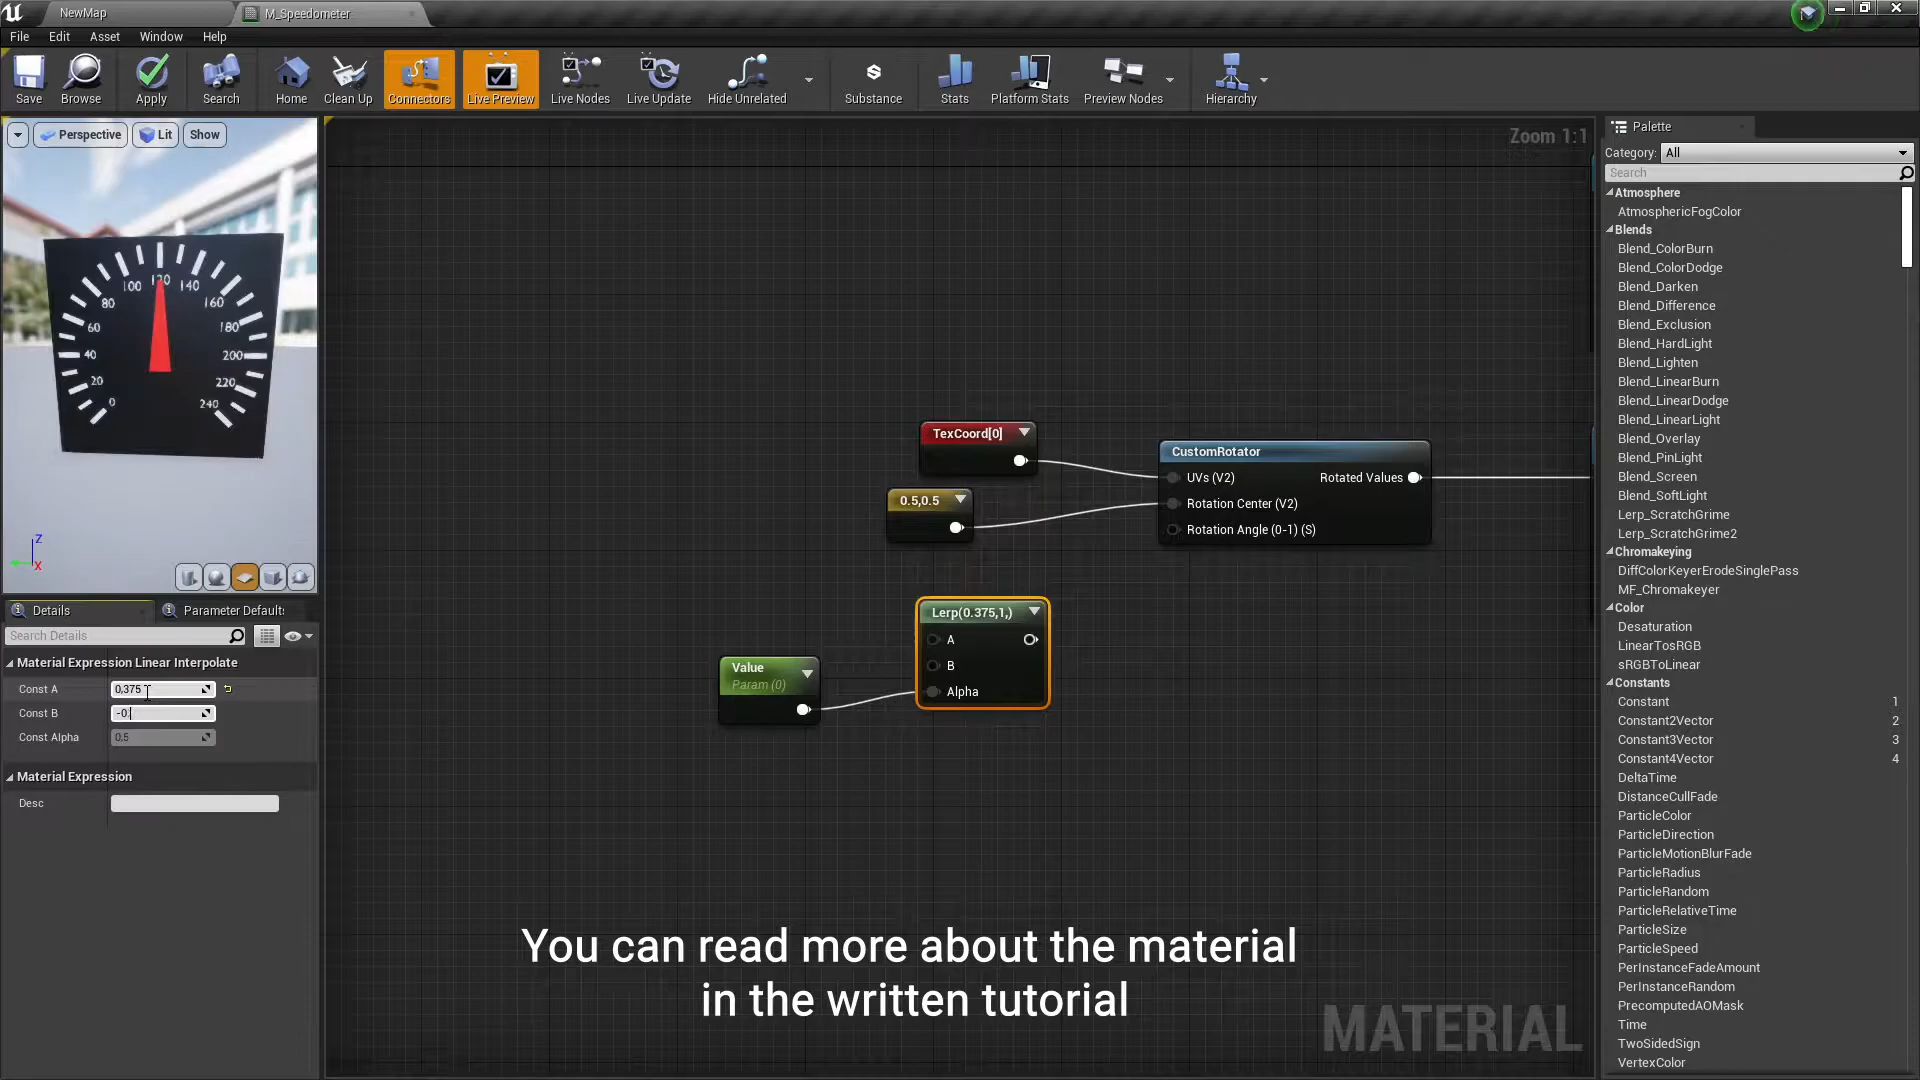 NewMap
M_Speedometer
File Edit Asset Window Help
Save Browse Apply Search Home Clean Up Connectors Live Preview Live Nodes Live Update Hide Unrelated Substance Stats Platform Stats Preview Nodes Hierarchy
Perspective Lit Show
0
20
40
60
80
100
120
140
160
180
200
220
240
Z
X
Details
Parameter Defaults
Search Details
Material Expression Linear Interpolate
Const A 0,375
Const B -0,
Const Alpha 0,5
Material Expression
Desc
Zoom 1:1
TexCoord[0]
0.5,0.5
CustomRotator
UVs (V2) Rotated Values
Rotation Center (V2)
Rotation Angle (0-1) (S)
Lerp(0.375,1,)
A
B
Alpha
Value
Param (0)
You can read more about the material
in the written tutorial
MATERIAL
Palette
Category: All
Search
Atmosphere
AtmosphericFogColor
Blends
Blend_ColorBurn
Blend_ColorDodge
Blend_Darken
Blend_Difference
Blend_Exclusion
Blend_HardLight
Blend_Lighten
Blend_LinearBurn
Blend_LinearDodge
Blend_LinearLight
Blend_Overlay
Blend_PinLight
Blend_Screen
Blend_SoftLight
Lerp_ScratchGrime
Lerp_ScratchGrime2
Chromakeying
DiffColorKeyerErodeSinglePass
MF_Chromakeyer
Color
Desaturation
LinearTosRGB
sRGBToLinear
Constants
Constant 1
Constant2Vector 2
Constant3Vector 3
Constant4Vector 4
DeltaTime
DistanceCullFade
ParticleColor
ParticleDirection
ParticleMotionBlurFade
ParticleRadius
ParticleRandom
ParticleRelativeTime
ParticleSize
ParticleSpeed
PerInstanceFadeAmount
PerInstanceRandom
PrecomputedAOMask
Time
TwoSidedSign
VertexColor